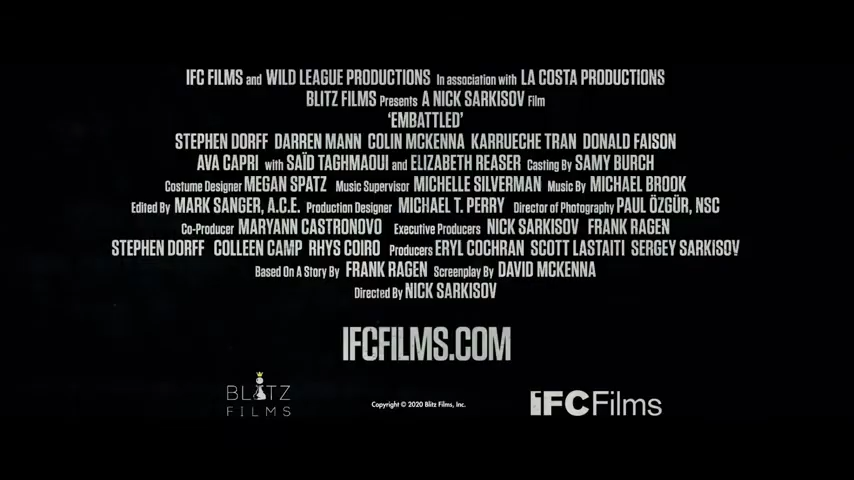 IFC FILMS and WILD LEAGUE PRODUCTIONS In association with LA COSTA PRODUCTIONS
BLITZ FILMS Presents A NICK SARKISOV Film
‘EMBATTLED’
STEPHEN DORFF DARREN MANN COLIN MCKENNA KARRUECHE TRAN DONALD FAISON
AVA CAPRI with SAÏD TAGHMAOUI and ELIZABETH REASER Casting By SAMY BURCH
Costume Designer MEGAN SPATZ Music Supervisor MICHELLE SILVERMAN Music By MICHAEL BROOK
Edited By MARK SANGER, A.C.E. Production Designer MICHAEL T. PERRY Director of Photography PAUL ÖZGÜR, NSC
Co-Producer MARYANN CASTRONOVO Executive Producers NICK SARKISOV FRANK RAGEN
STEPHEN DORFF COLLEEN CAMP RHYS COIRO Producers ERYL COCHRAN SCOTT LASTAITI SERGEY SARKISOV
Based On A Story By FRANK RAGEN Screenplay By DAVID MCKENNA
Directed By NICK SARKISOV
IFCFILMS.COM
BLITZ
FILMS
Copyright © 2020 Blitz Films, Inc.
IFC Films